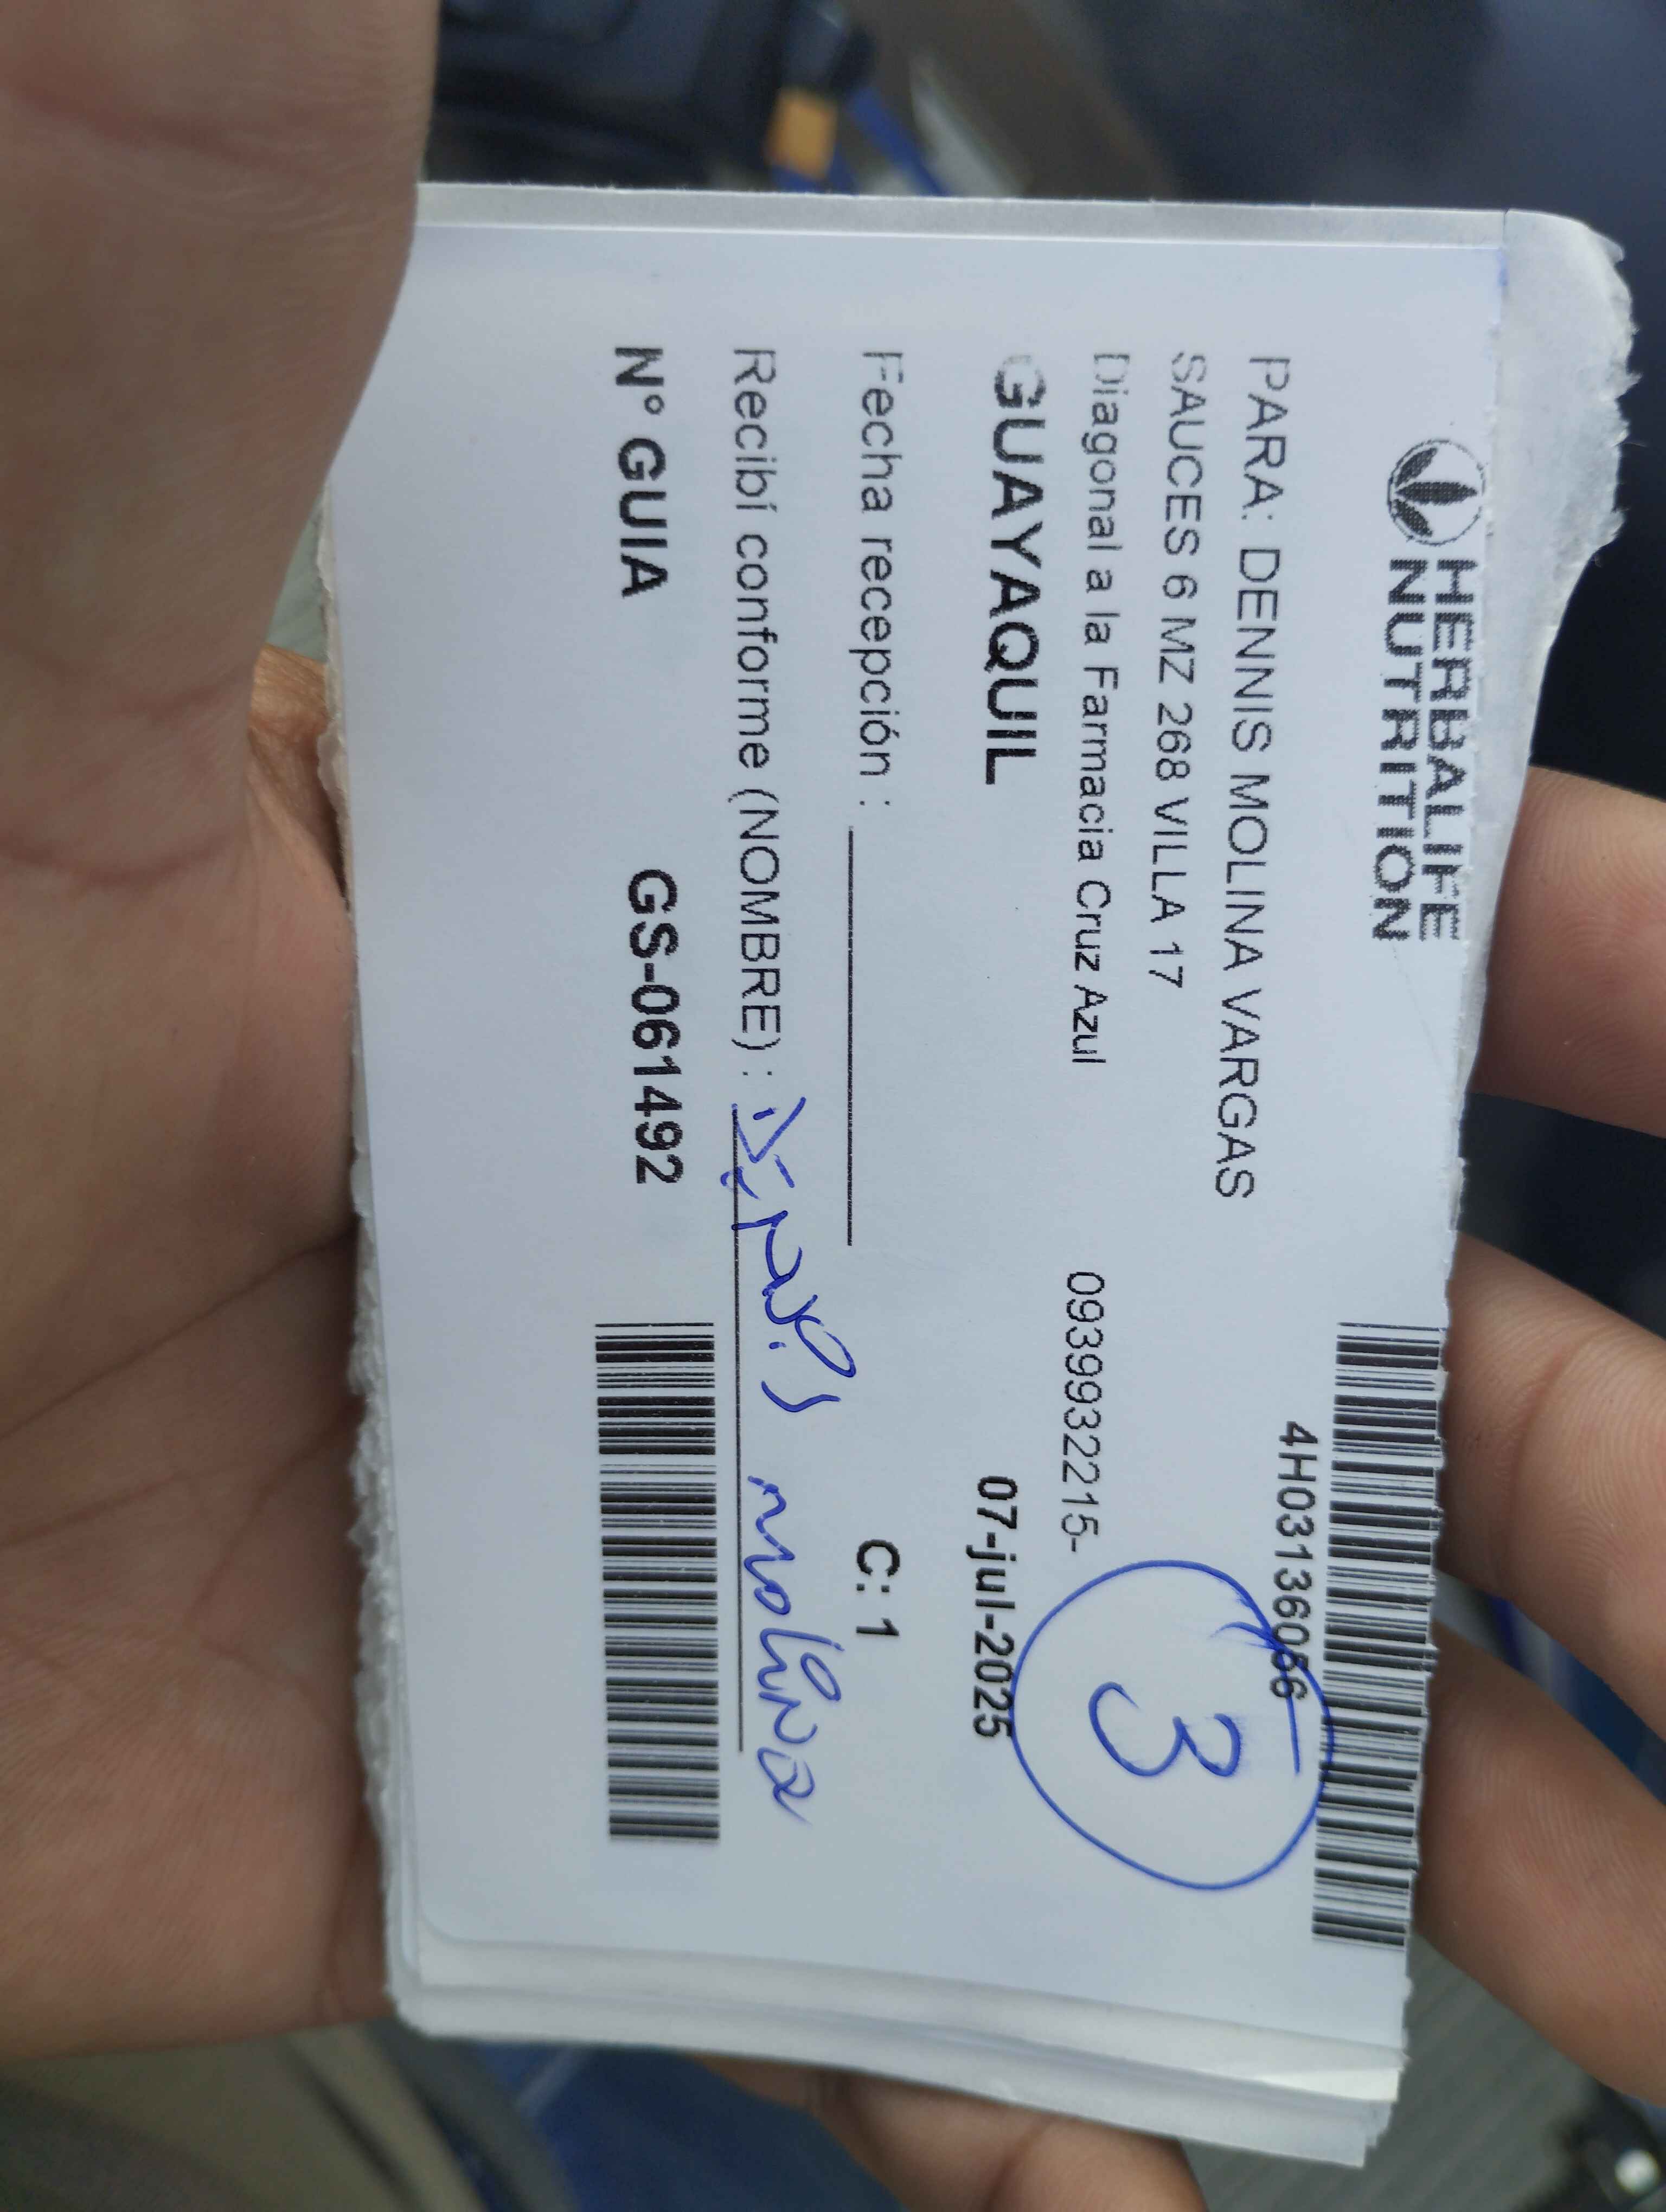 HERBALIFE
NUTRITION
4H03136066
PARA: DENNIS MOLINA VARGAS
SAUCES 6 MZ 268 VILLA 17
3
Diagonal a la Farmacia Cruz Azul 0939932215-
GUAYAQUIL 07-jul-2025
Fecha recepción : C: 1
Recibí conforme (NOMBRE) : Dennis molina
N° GUIA GS-061492